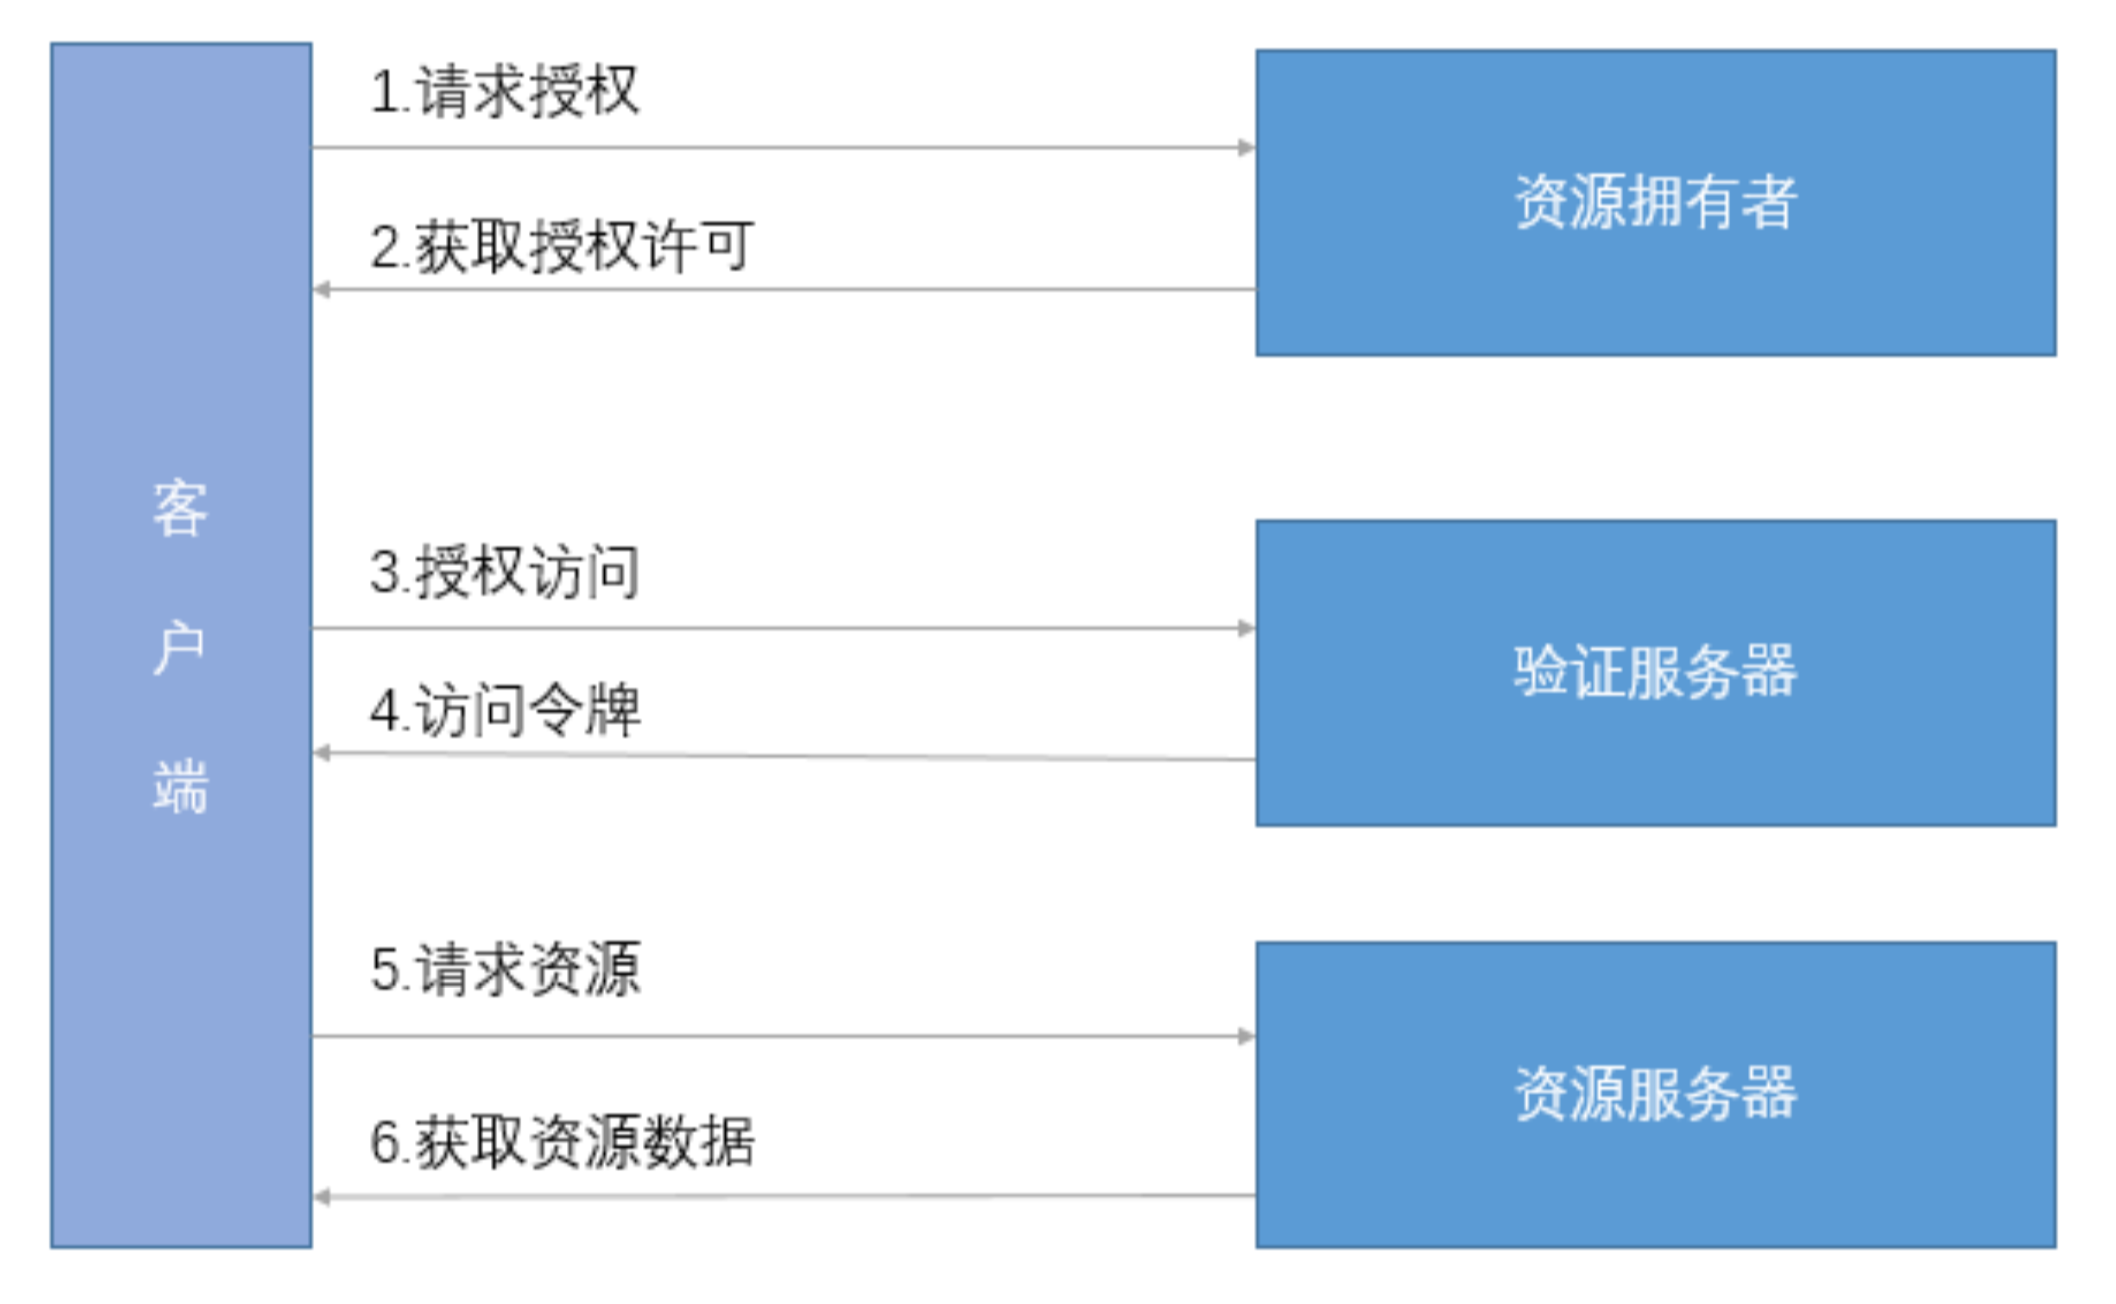 客户端
1.请求授权
2.获取授权许可
资源拥有者
3.授权访问
4.访问令牌
验证服务器
5.请求资源
6.获取资源数据
资源服务器